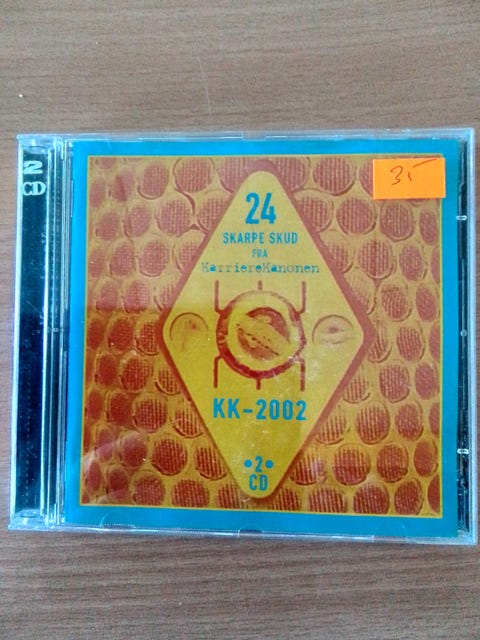 2
CD
35
24
SKARPE SKUD
FRA
KarriereKanonen
KK-2002
•2•
CD